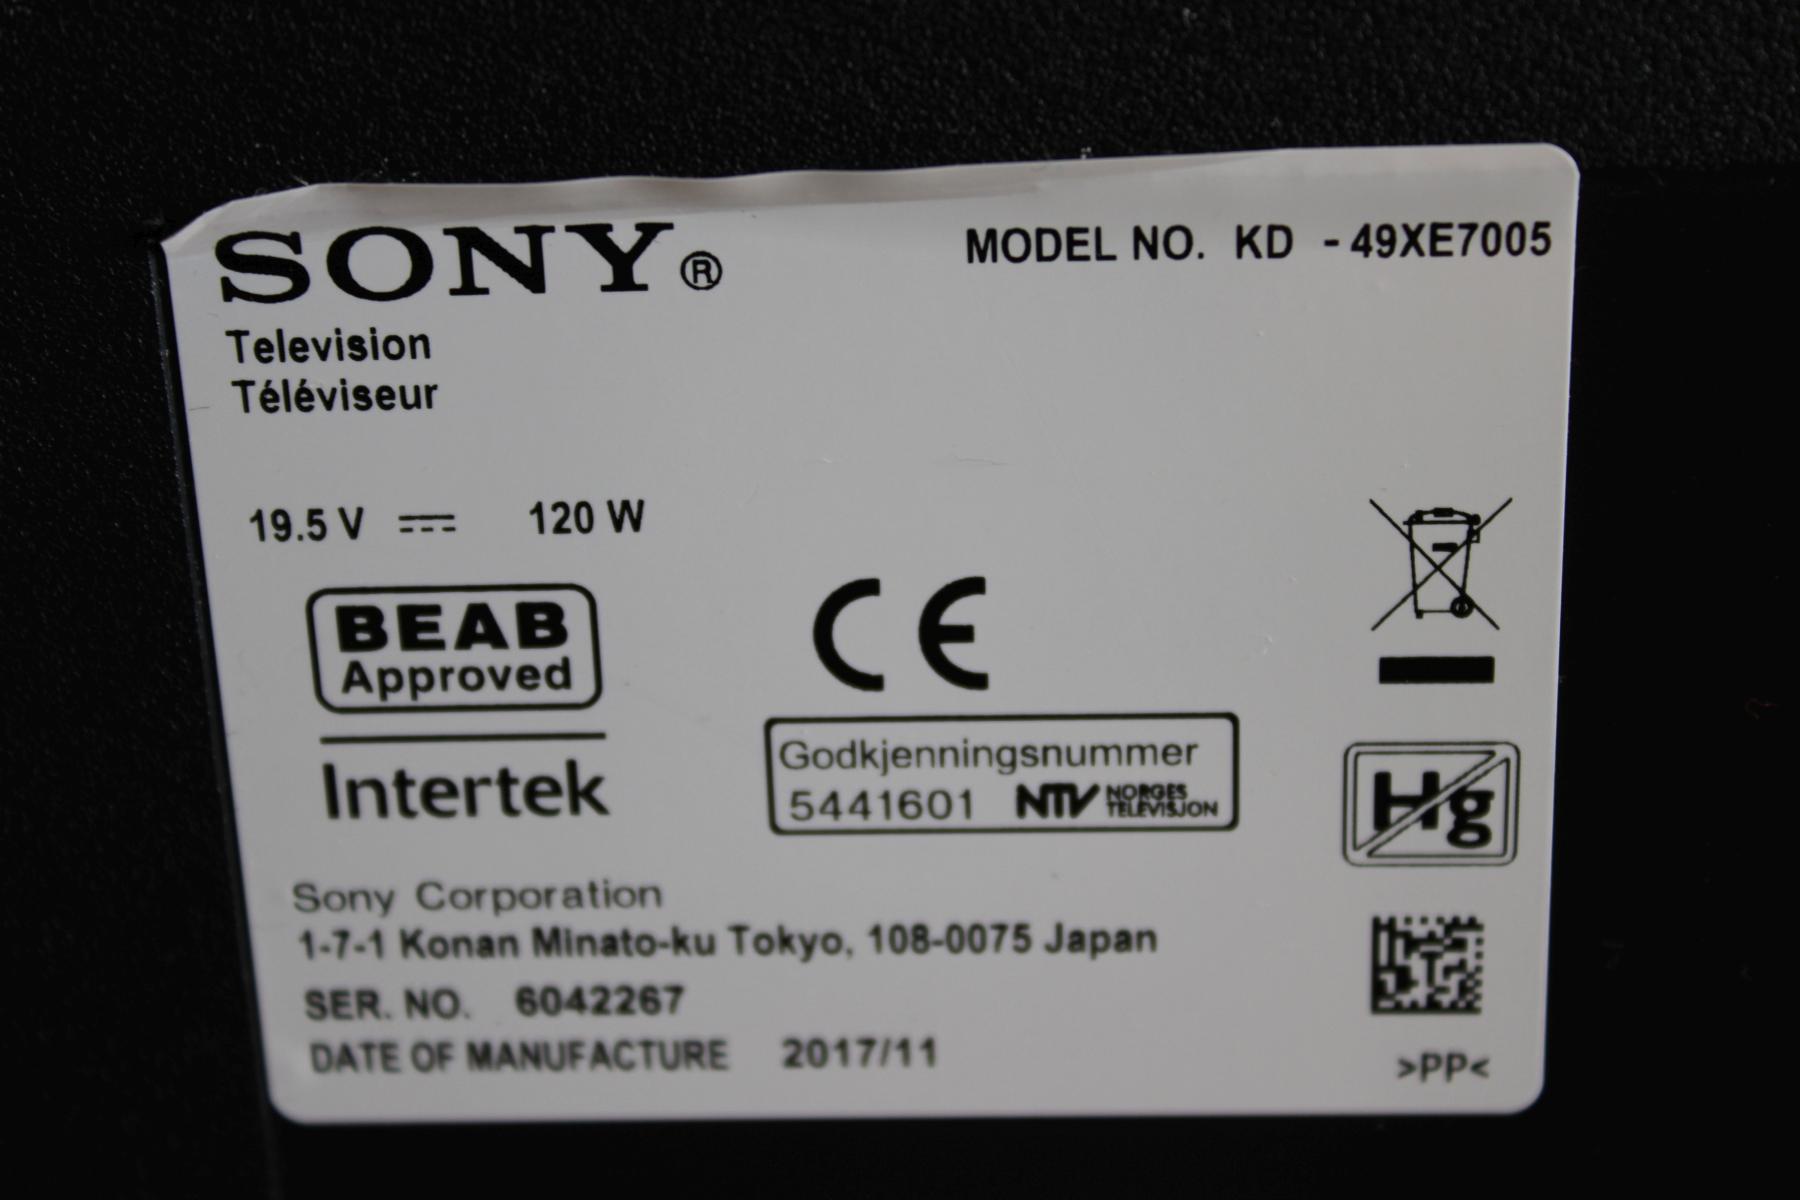 SONY®
MODEL NO. KD -49XE7005
Television
Téléviseur
19.5 V 120 W
BEAB
Approved
Intertek
CE
Godkjenningsnummer
5441601 NTV NORGES TELEVISJON
Hg
Sony Corporation
1-7-1 Konan Minato-ku Tokyo, 108-0075 Japan
SER. NO. 6042267
DATE OF MANUFACTURE 2017/11
>PP<